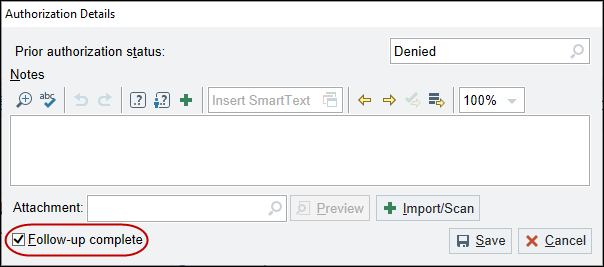 Authorization Details
Prior authorization status: Denied
Notes
abc ? ? Insert SmartText 100%
Attachment: Preview Import/Scan
Follow-up complete Save Cancel